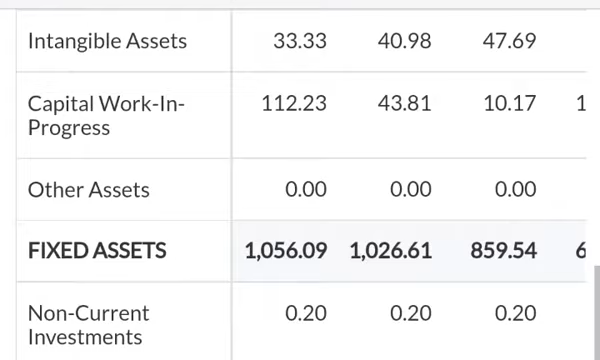 Intangible Assets 33.33 40.98 47.69
Capital Work-In- 112.23 43.81 10.17 1
Progress
Other Assets 0.00 0.00 0.00
FIXED ASSETS 1,056.09 1,026.61 859.54 6
Non-Current 0.20 0.20 0.20
Investments